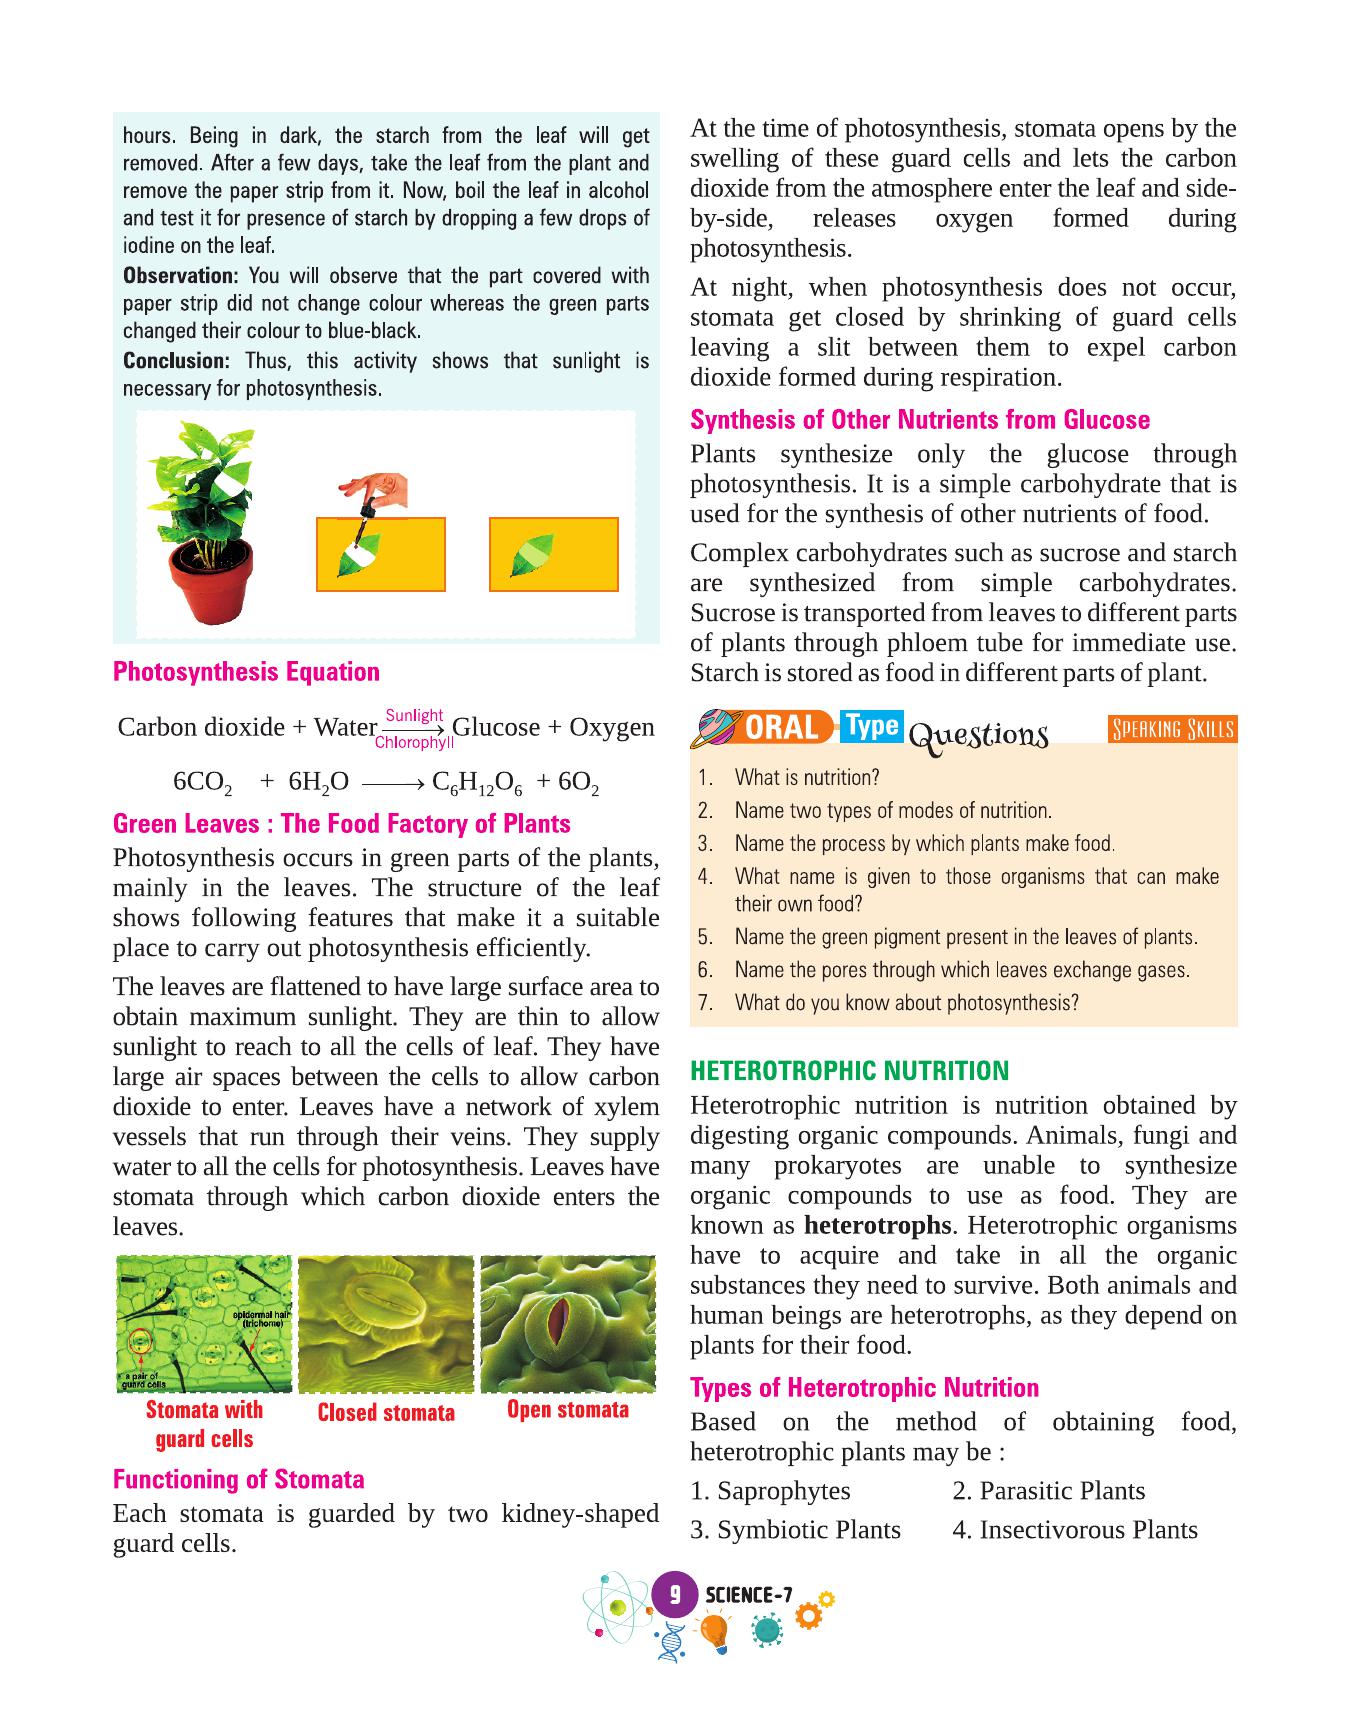 hours. Being in dark, the starch from the leaf will get
removed. After a few days, take the leaf from the plant and
remove the paper strip from it. Now, boil the leaf in alcohol
and test it for presence of starch by dropping a few drops of
iodine on the leaf.
Observation: You will observe that the part covered with
paper strip did not change colour whereas the green parts
changed their colour to blue-black.
Conclusion: Thus, this activity shows that sunlight is
necessary for photosynthesis.
Photosynthesis Equation
Sunlight
Carbon dioxide + Water ⟶ Glucose + Oxygen
Chlorophyll
6CO₂ + 6H₂O ⟶ C₆H₁₂O₆ + 6O₂
Green Leaves : The Food Factory of Plants
Photosynthesis occurs in green parts of the plants,
mainly in the leaves. The structure of the leaf
shows following features that make it a suitable
place to carry out photosynthesis efficiently.
The leaves are flattened to have large surface area to
obtain maximum sunlight. They are thin to allow
sunlight to reach to all the cells of leaf. They have
large air spaces between the cells to allow carbon
dioxide to enter. Leaves have a network of xylem
vessels that run through their veins. They supply
water to all the cells for photosynthesis. Leaves have
stomata through which carbon dioxide enters the
leaves.
epidermal hair
(trichome)
a pair of
guard cells
Stomata with
guard cells
Closed stomata
Open stomata
Functioning of Stomata
Each stomata is guarded by two kidney-shaped
guard cells.
At the time of photosynthesis, stomata opens by the
swelling of these guard cells and lets the carbon
dioxide from the atmosphere enter the leaf and side-
by-side, releases oxygen formed during
photosynthesis.
At night, when photosynthesis does not occur,
stomata get closed by shrinking of guard cells
leaving a slit between them to expel carbon
dioxide formed during respiration.
Synthesis of Other Nutrients from Glucose
Plants synthesize only the glucose through
photosynthesis. It is a simple carbohydrate that is
used for the synthesis of other nutrients of food.
Complex carbohydrates such as sucrose and starch
are synthesized from simple carbohydrates.
Sucrose is transported from leaves to different parts
of plants through phloem tube for immediate use.
Starch is stored as food in different parts of plant.
ORAL Type Questions SPEAKING SKILLS
1. What is nutrition?
2. Name two types of modes of nutrition.
3. Name the process by which plants make food.
4. What name is given to those organisms that can make
their own food?
5. Name the green pigment present in the leaves of plants.
6. Name the pores through which leaves exchange gases.
7. What do you know about photosynthesis?
HETEROTROPHIC NUTRITION
Heterotrophic nutrition is nutrition obtained by
digesting organic compounds. Animals, fungi and
many prokaryotes are unable to synthesize
organic compounds to use as food. They are
known as heterotrophs. Heterotrophic organisms
have to acquire and take in all the organic
substances they need to survive. Both animals and
human beings are heterotrophs, as they depend on
plants for their food.
Types of Heterotrophic Nutrition
Based on the method of obtaining food,
heterotrophic plants may be :
1. Saprophytes 2. Parasitic Plants
3. Symbiotic Plants 4. Insectivorous Plants
9 SCIENCE-7